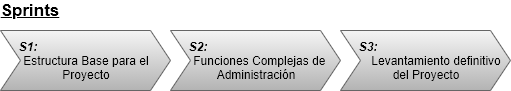 Sprints
S1:
Estructura Base para el
Proyecto
S2:
Funciones Complejas de
Administración
S3:
Levantamiento definitivo
del Proyecto